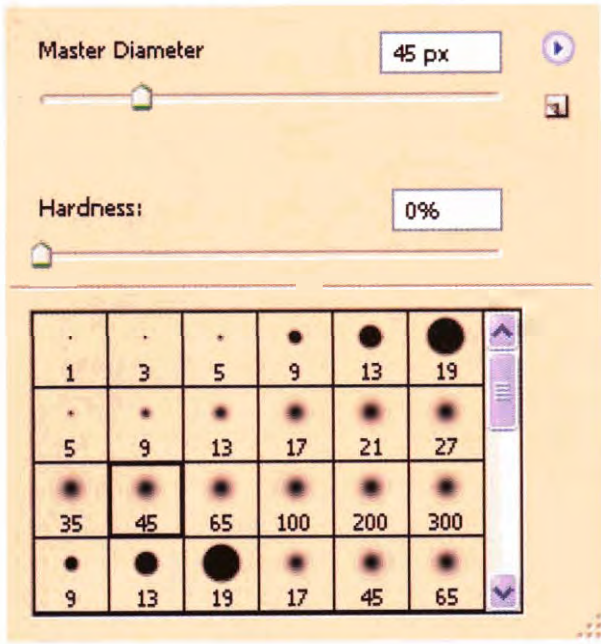 Master Diameter 45 px
Hardness: 0%
1 3 5 9 13 19
5 9 13 17 21 27
35 45 65 100 200 300
9 13 19 17 45 65